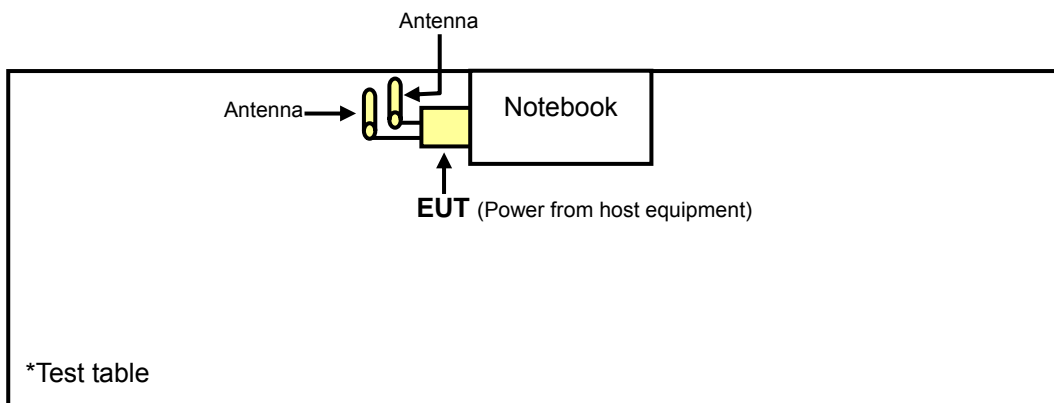 Antenna
Antenna
Notebook
EUT (Power from host equipment)
*Test table